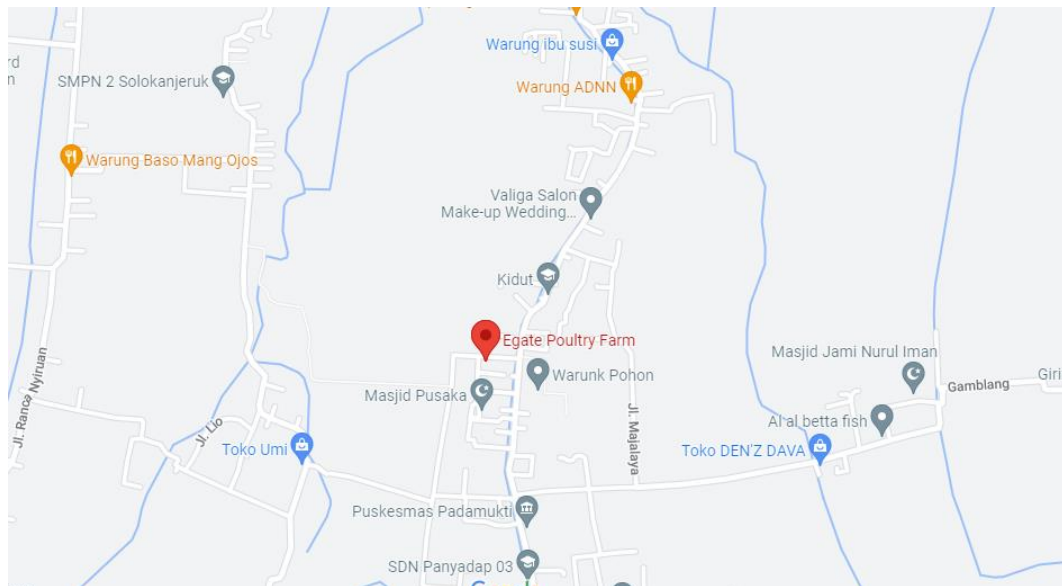 Warung ibu susi
rd
n
SMPN 2 Solokanjeruk
Warung ADNN
Warung Baso Mang Ojos
Valiga Salon
Make-up Wedding...
Kidut
Egate Poultry Farm
Masjid Jami Nurul Iman
Warunk Pohon
Giri
Gamblang
Masjid Pusaka
Jl. Ranca Nyiruan
Al al betta fish
Jl. Lio
Jl. Majalaya
Toko Umi
Toko DEN'Z DAVA
Puskesmas Padamukti
SDN Panyadap 03